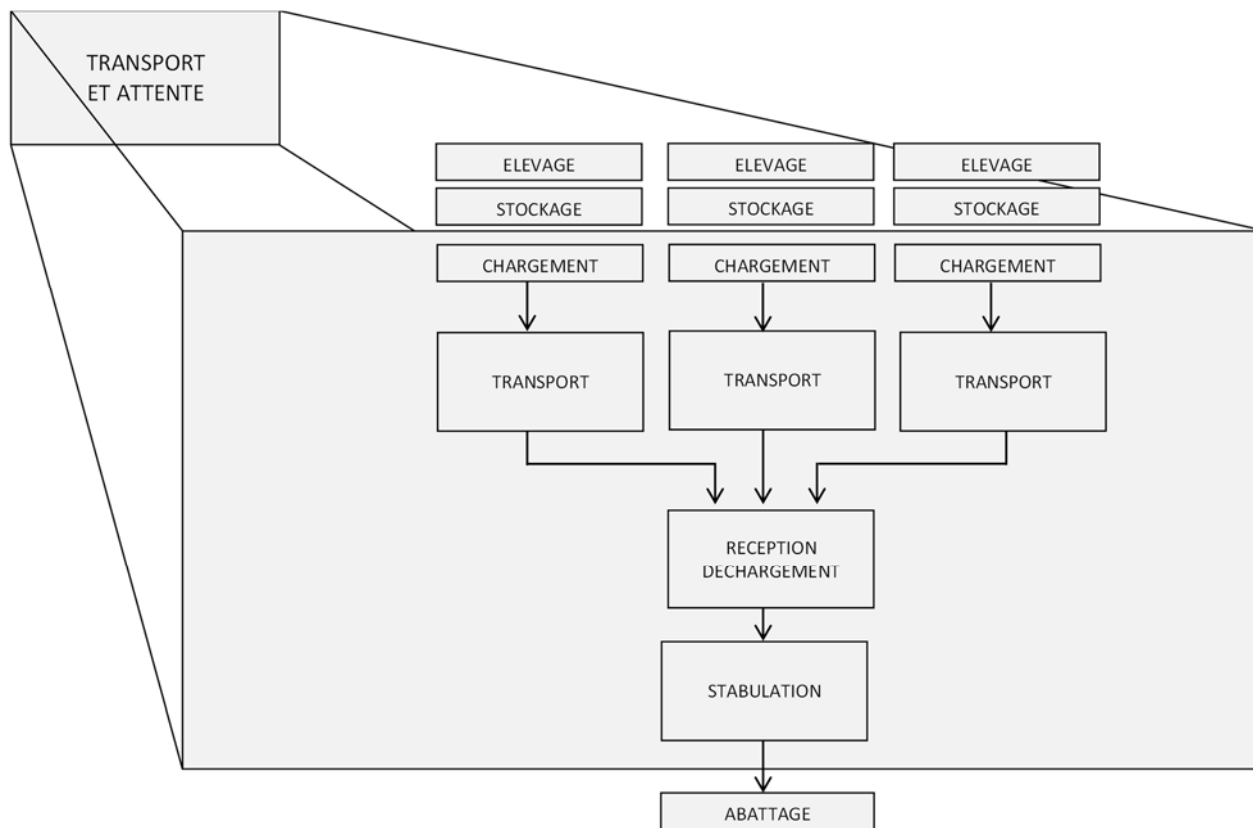 TRANSPORT
ET ATTENTE
ELEVAGE
ELEVAGE
ELEVAGE
STOCKAGE
STOCKAGE
STOCKAGE
CHARGEMENT
CHARGEMENT
CHARGEMENT
TRANSPORT
TRANSPORT
TRANSPORT
RECEPTION
DECHARGEMENT
STABULATION
ABATTAGE